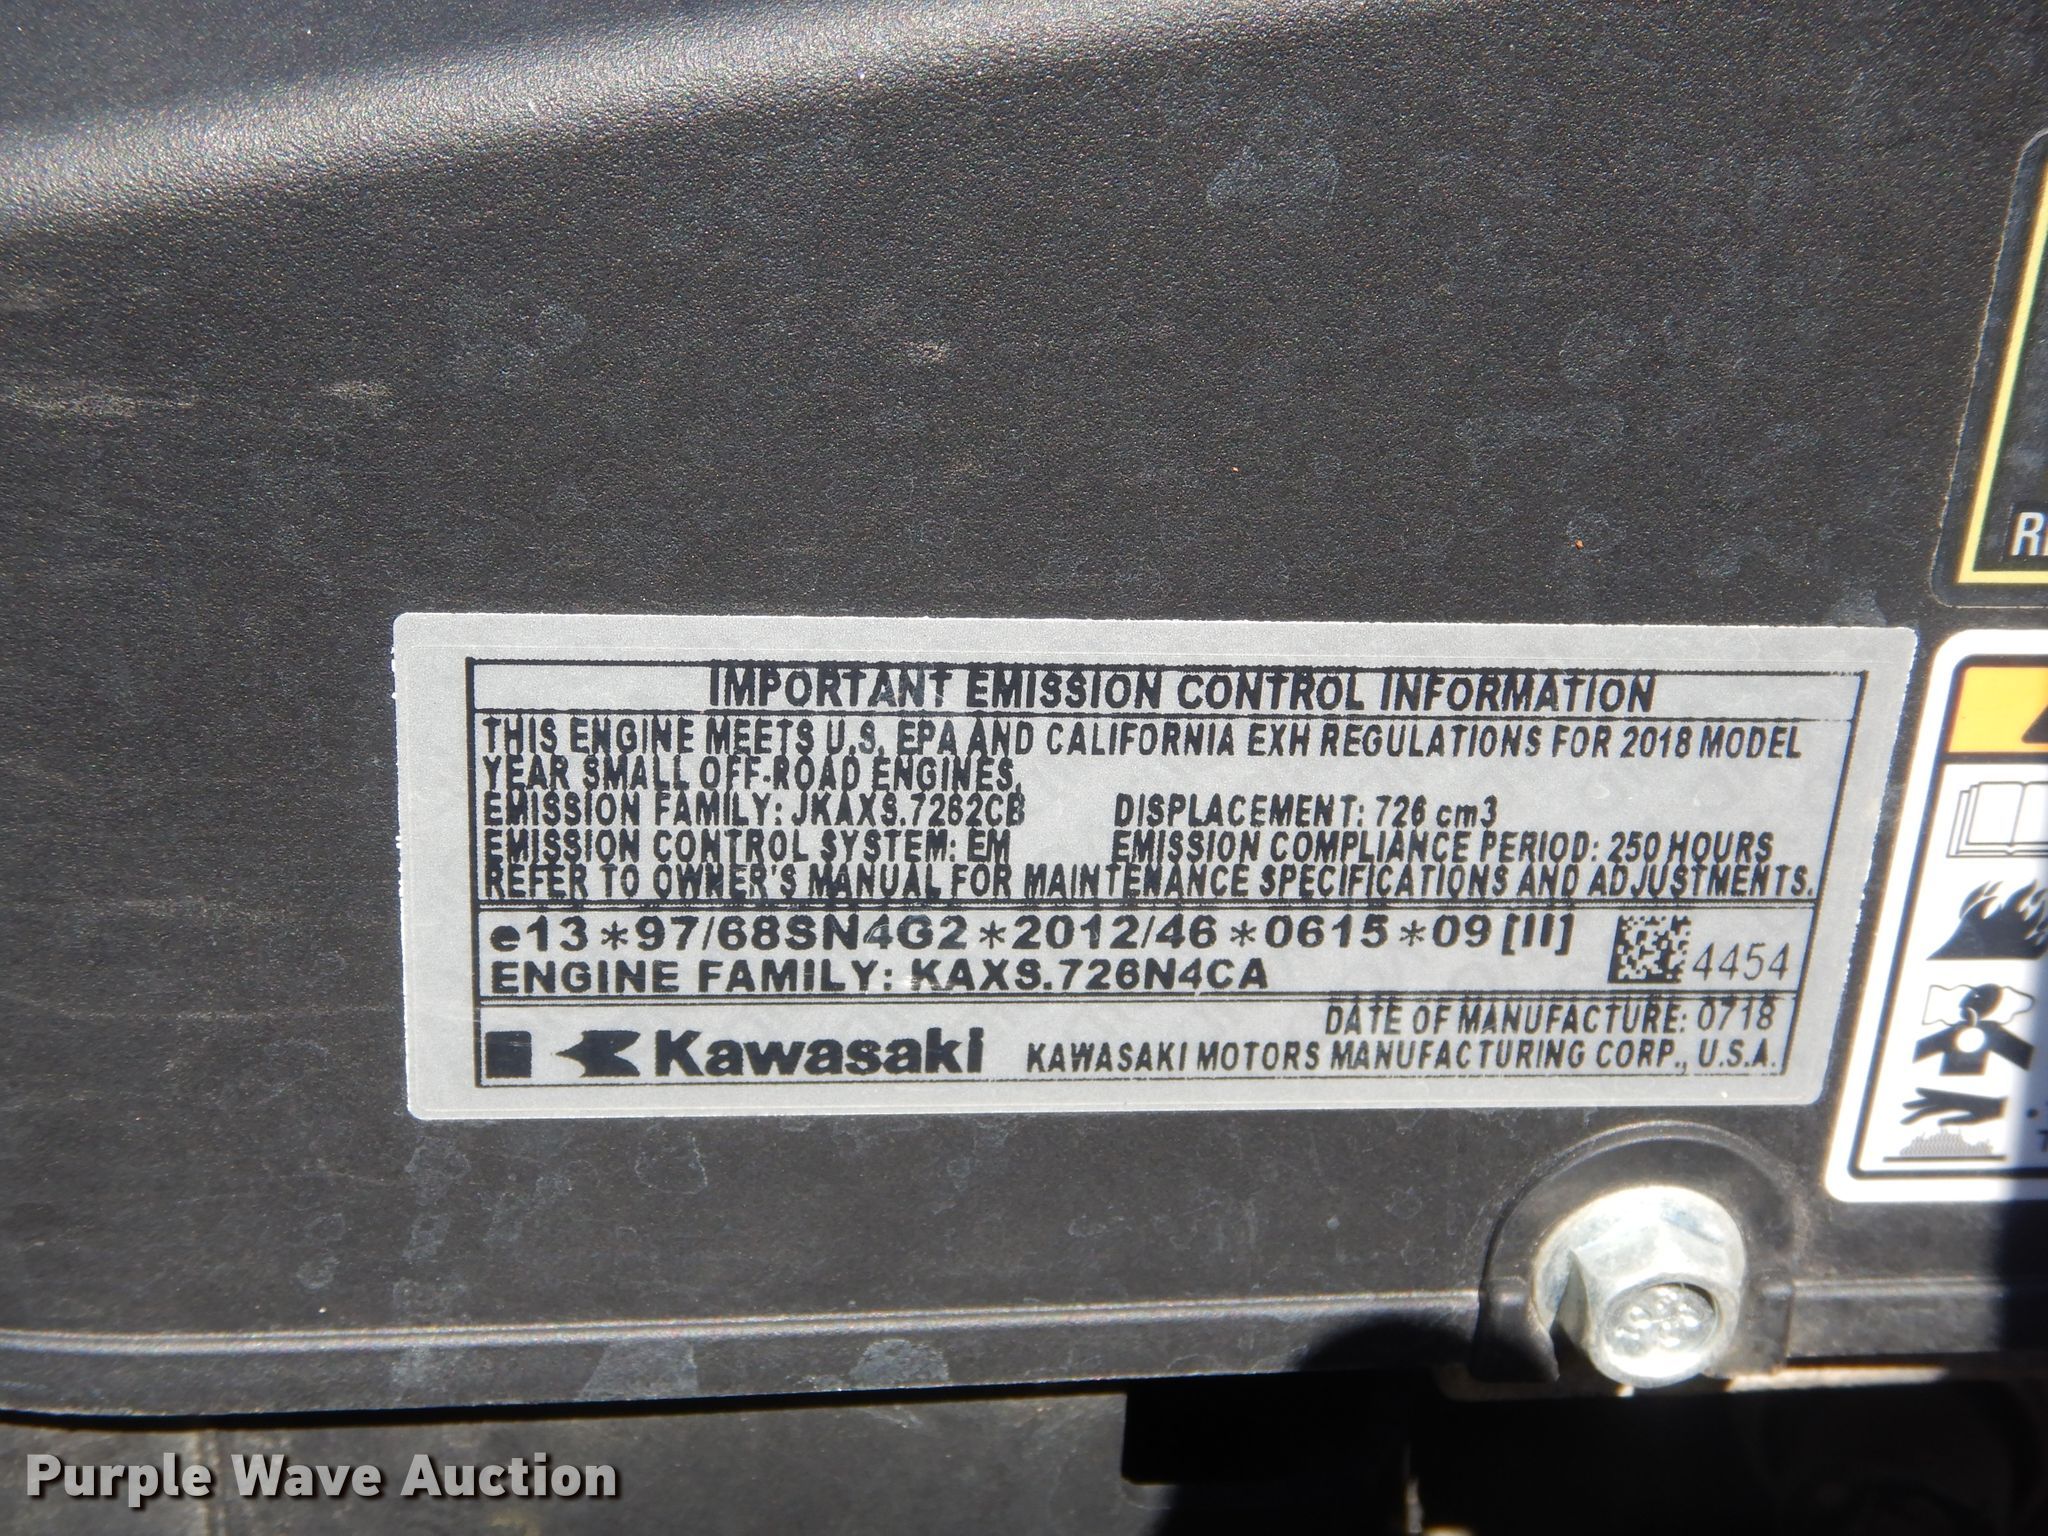 IMPORTANT EMISSION CONTROL INFORMATION
THIS ENGINE MEETS U.S. EPA AND CALIFORNIA EXH REGULATIONS FOR 2018 MODEL
YEAR SMALL OFF-ROAD ENGINES.
EMISSION FAMILY: JKAXS.7262CB DISPLACEMENT: 726 cm3
EMISSION CONTROL SYSTEM: EM EMISSION COMPLIANCE PERIOD: 250 HOURS
REFER TO OWNER'S MANUAL FOR MAINTENANCE SPECIFICATIONS AND ADJUSTMENTS.
e13*97/68SN4G2*2012/46*0615*09[II]
4454
ENGINE FAMILY: KAXS.726N4CA
DATE OF MANUFACTURE: 0718
Kawasaki KAWASAKI MOTORS MANUFACTURING CORP., U.S.A.
Purple Wave Auction